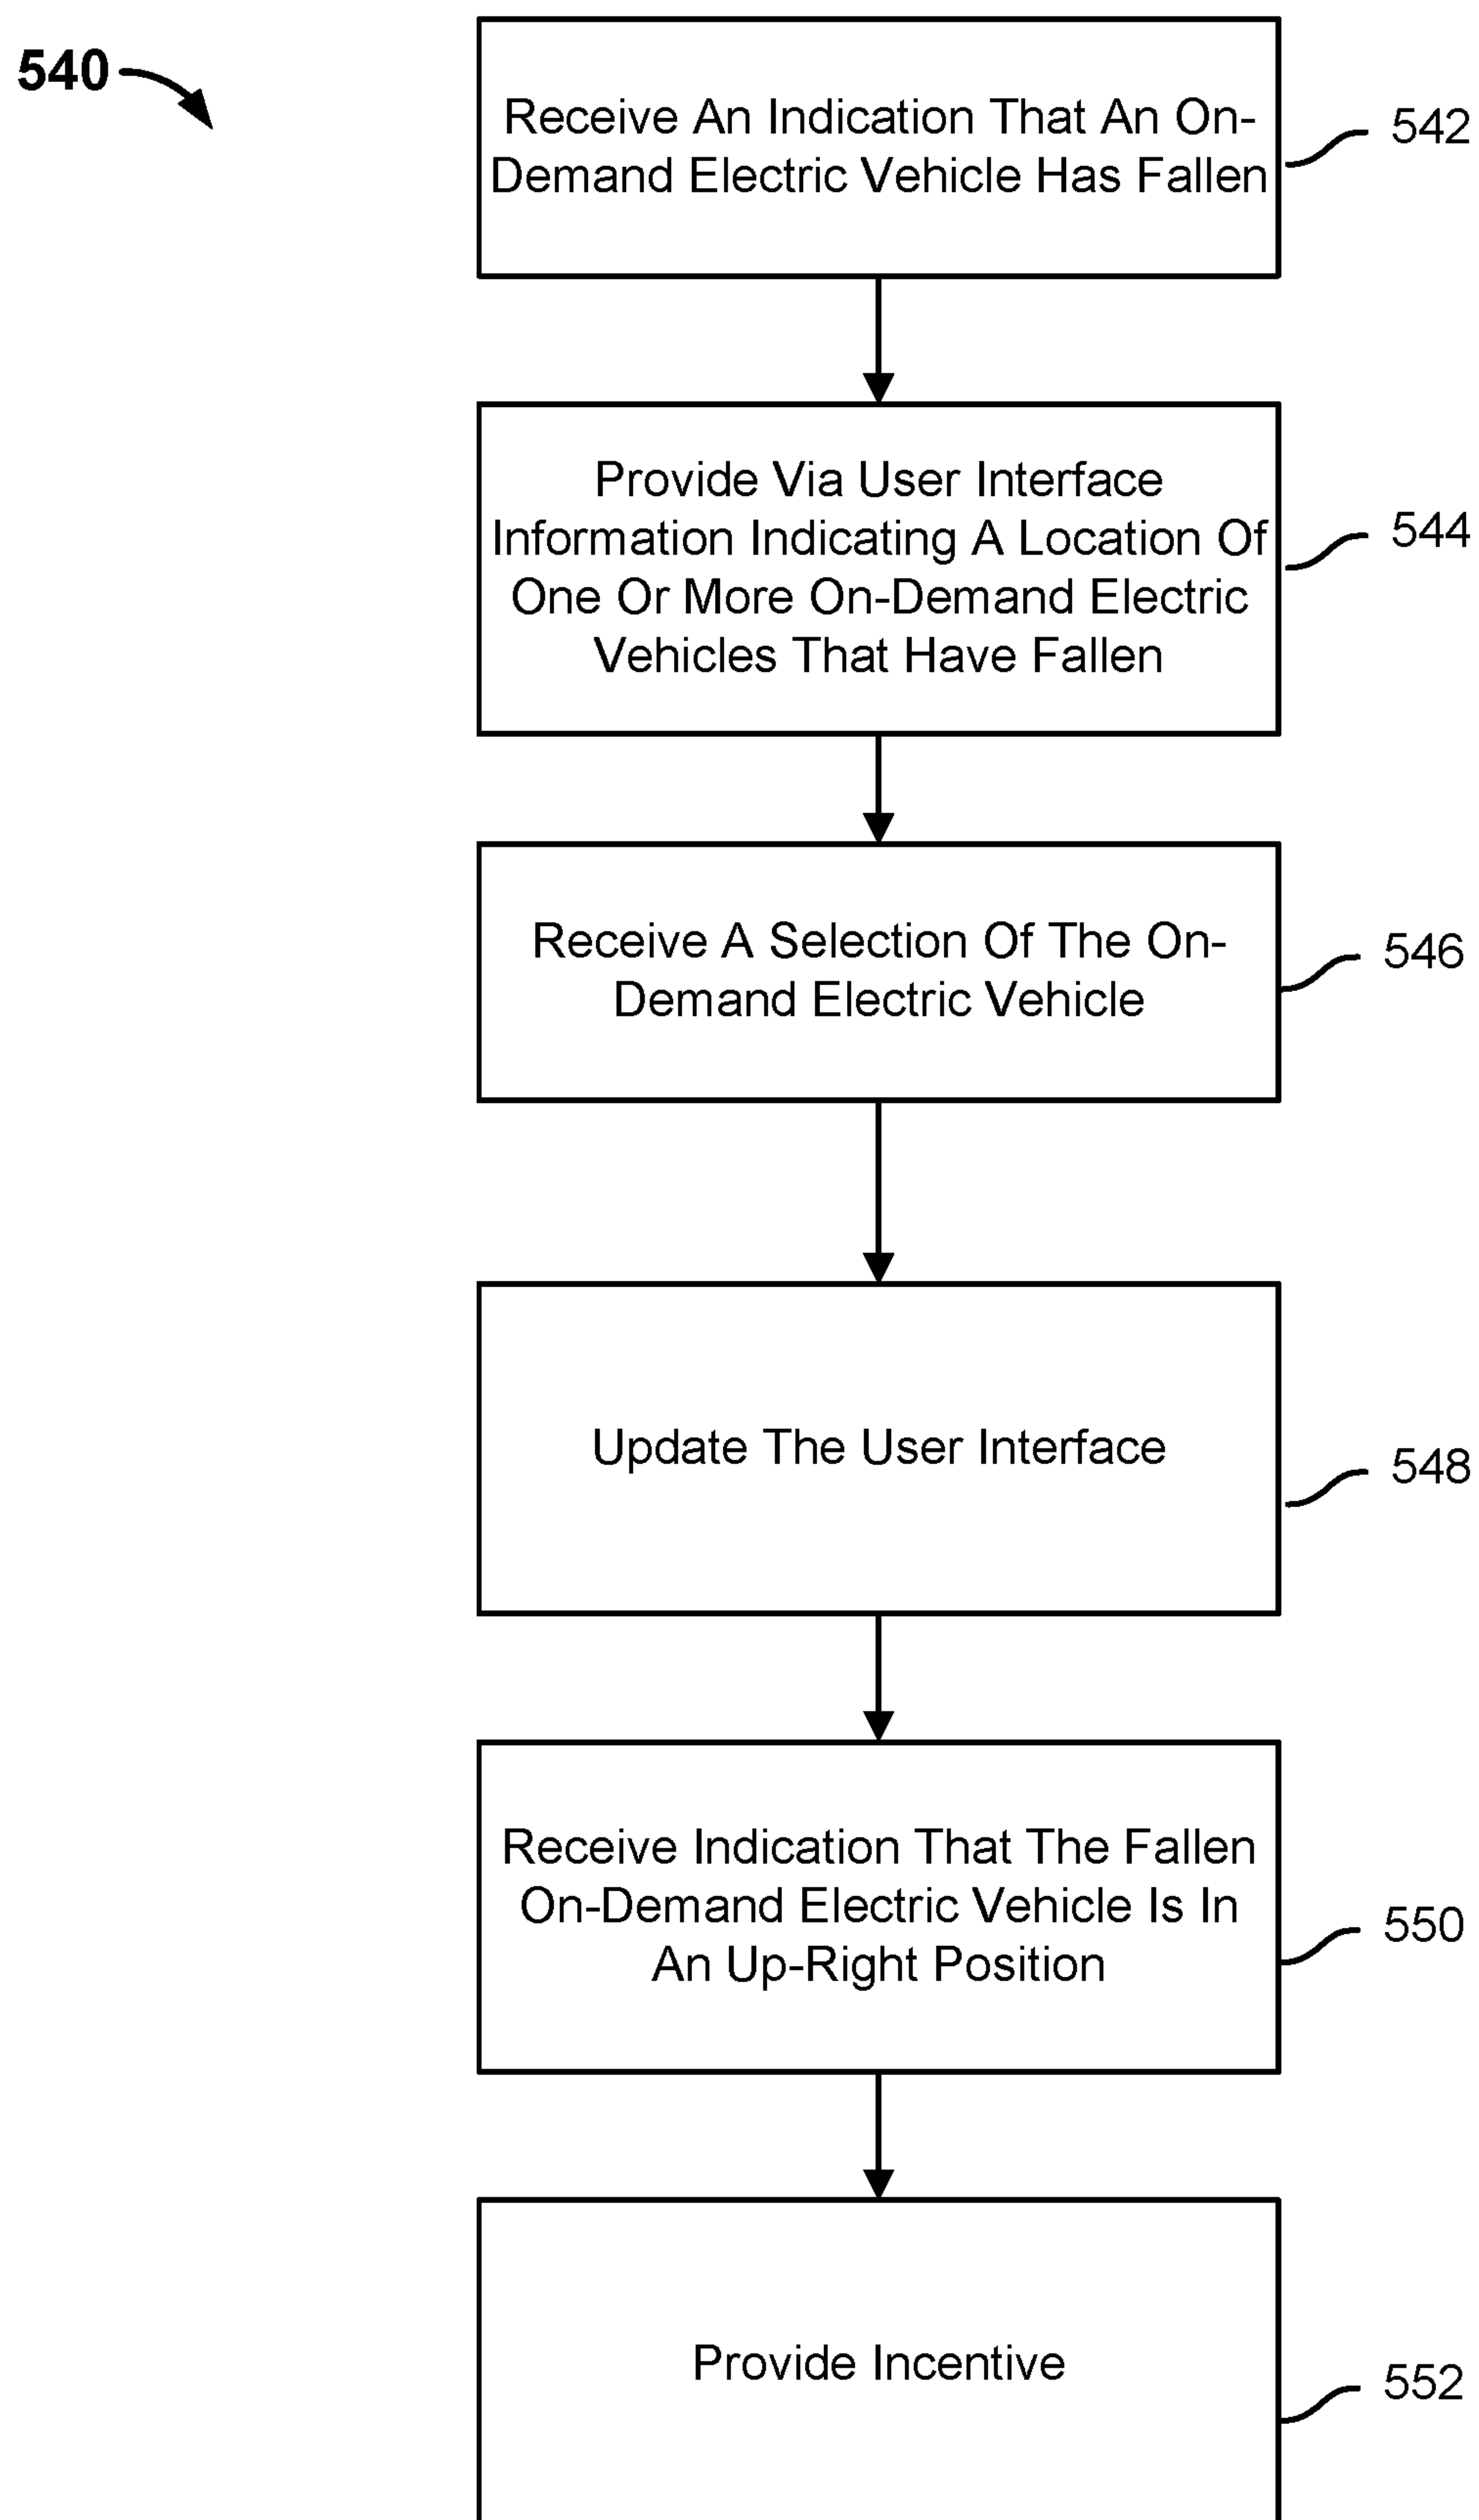 540
Receive An Indication That An On-
Demand Electric Vehicle Has Fallen
542
Provide Via User Interface
Information Indicating A Location Of
One Or More On-Demand Electric
Vehicles That Have Fallen
544
Receive A Selection Of The On-
Demand Electric Vehicle
546
Update The User Interface
548
Receive Indication That The Fallen
On-Demand Electric Vehicle Is In
An Up-Right Position
550
Provide Incentive
552